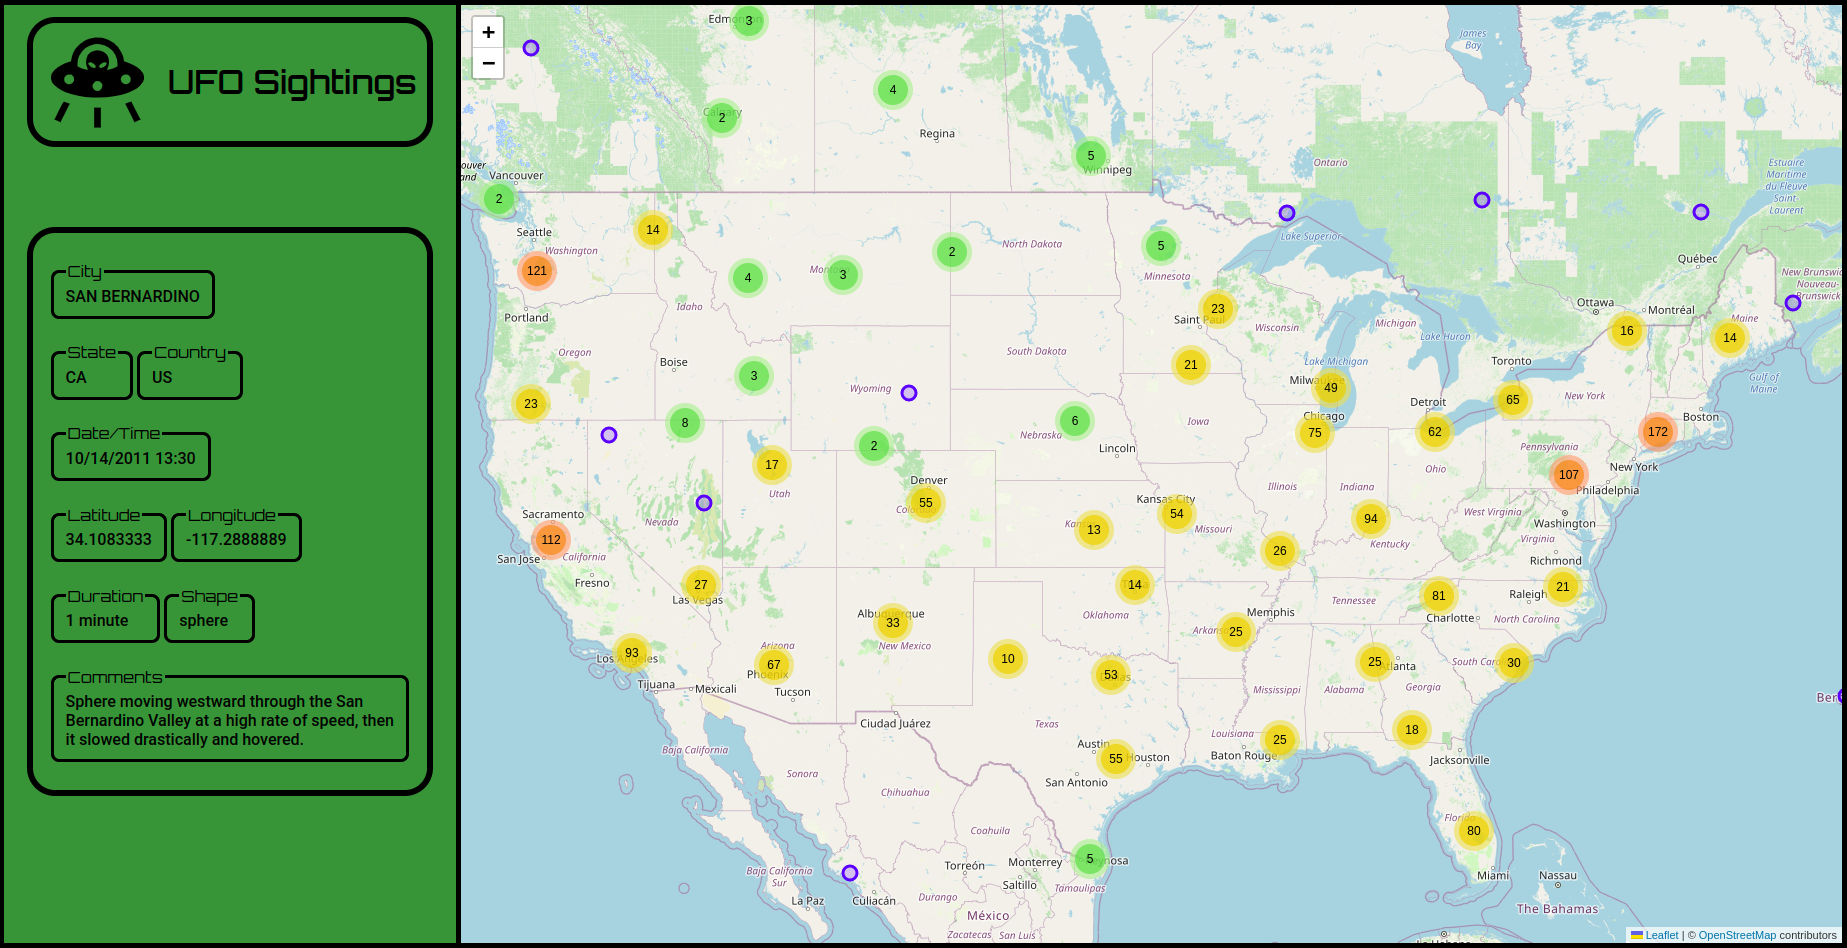 UFO Sightings
City
SAN BERNARDINO
State
CA
Country
US
Date/Time
10/14/2011 13:30
Latitude
34.1083333
Longitude
-117.2888889
Duration
1 minute
Shape
sphere
Comments
Sphere moving westward through the San
Bernardino Valley at a high rate of speed, then
it slowed drastically and hovered.
+
−
3
James
Bay
4
2
Regina
5
Winnipeg
Ontario
Estuaire
Maritime
du Fleuve
Saint-
Laurent
ouver
and
Vancouver
2
Seattle
14
Washington
121
4
Mon
3
2
North Dakota
5
Minnesota
Lake Superior
Québec
New Brunswic
Nouveau-
Brunswick
Idaho
Portland
23
Saint Paul
Wisconsin
Michigan
Lake Huron
Ottawa
Montréal
16
Maine
14
Oregon
Boise
3
Wyoming
South Dakota
21
Lake Michigan
Milwaukee
49
Toronto
65
New York
Gulf of
Maine
23
8
2
6
Nebraska
Lincoln
Iowa
Chicago
75
Detroit
62
Ohio
Pennsylvania
172
Boston
New York
107
Philadelphia
17
Utah
Denver
55
Kansas City
54
Missouri
Illinois
Indiana
94
Kentucky
West Virginia
Washington
Virginia
Richmond
Sacramento
112
San Jose
California
Nevada
13
26
Fresno
27
Las Vegas
14
Oklahoma
Tennessee
81
Charlotte
Raleigh
21
North Carolina
Albuquerque
33
New Mexico
Memphis
25
93
Los Angeles
Arizona
67
Phoenix
Tucson
10
53
Mississippi
Alabama
25
Atlanta
Georgia
30
Tijuana
Mexicali
Ciudad Juárez
Texas
Louisiana
25
Baton Rouge
18
Jacksonville
Baja California
Sonora
Chihuahua
Austin
55
Houston
San Antonio
Coahuila
Florida
80
Miami
Nassau
The Bahamas
Ber
5
Reynosa
Torreón
Monterrey
Saltillo
Tamaulipas
Baja California
Sur
La Paz
Culiacán
Durango
México
Zacatecas
San Luis
Leaflet | © OpenStreetMap contributors